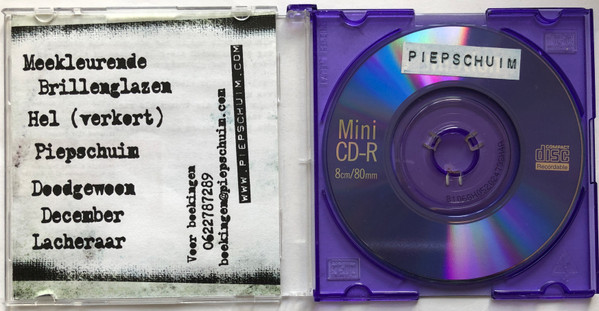 Meekleurende
Brillenglazen
Hel (verkort)
Piepschuim
Doodgewoon
December
Lacheraar
Voor boekingen
0622787289
boekingen@piepschuim.com
www.PIEPSCHUIM.COM
PIEPSCHUIM
Mini
CD-R
8cm/80mm
COMPACT
disc
Recordable